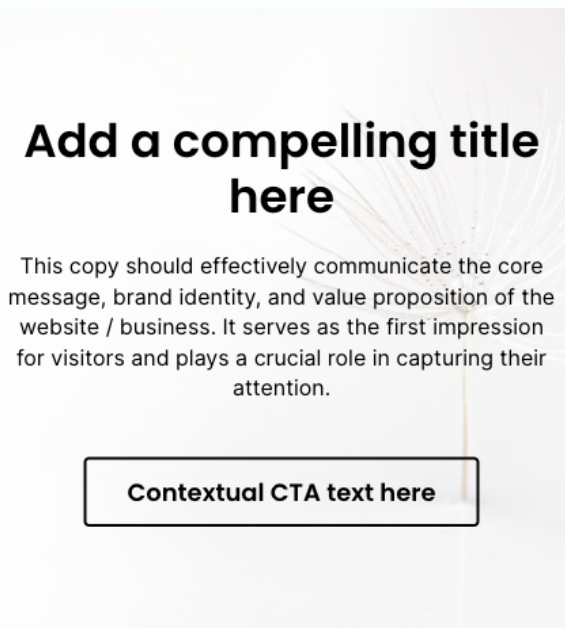 Add a compelling title
here
This copy should effectively communicate the core
message, brand identity, and value proposition of the
website / business. It serves as the first impression
for visitors and plays a crucial role in capturing their
attention.
Contextual CTA text here